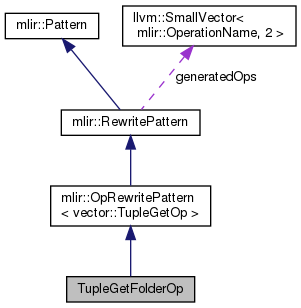 mlir::Pattern
llvm::SmallVector<
mlir::OperationName, 2 >
generatedOps
mlir::RewritePattern
mlir::OpRewritePattern
< vector::TupleGetOp >
TupleGetFolderOp